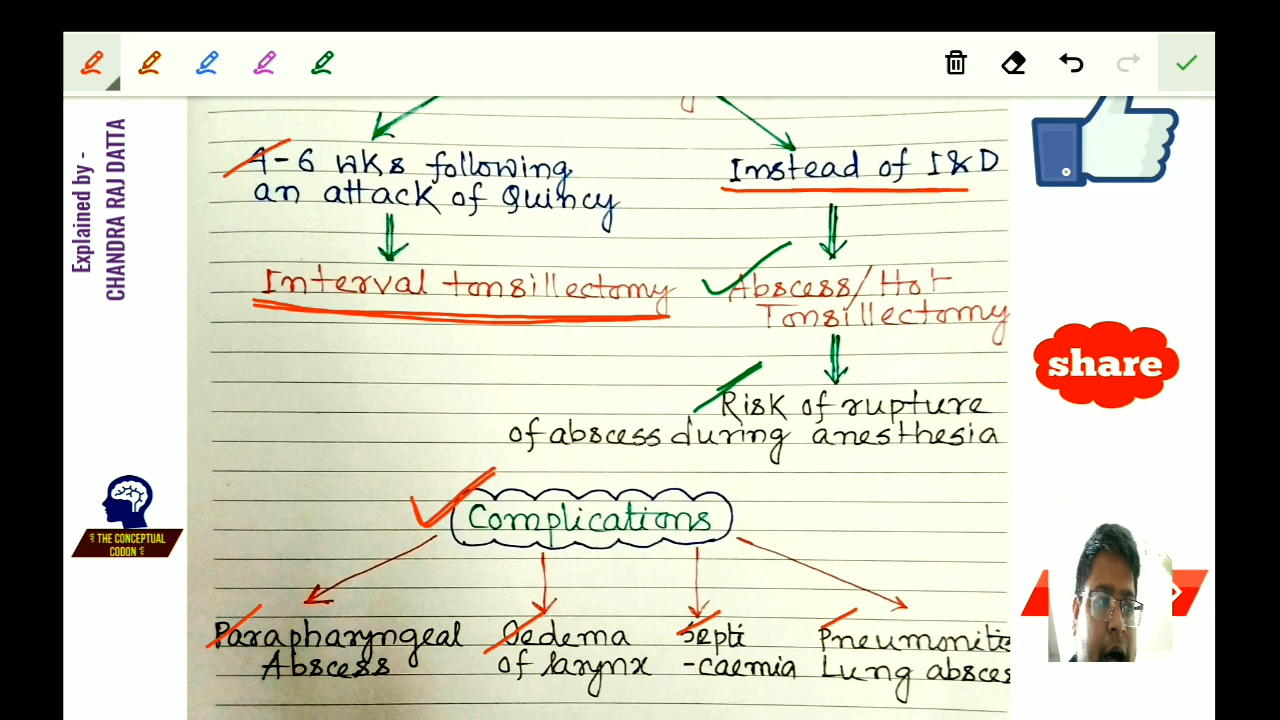 Explained by -
CHANDRA RAJ DATTA
4-6 wks following
an attack of Quincy
Interval tonsillectomy
Instead of I&D
Abscess/Hot
Tonsillectomy
Risk of rupture
of abscess during anesthesia
share
THE CONCEPTUAL
CODON
Complications
Parapharyngeal
Abscess
Oedema
of larynx
Septi
-caemia
Pneumonitis
Lung abscess